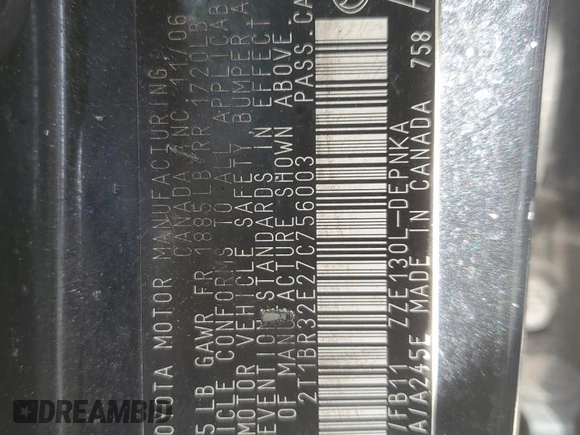 OYOTA MOTOR MANUFACTURING
CANADA INC 11/06
5 LB GAWR FR 1885LB RR 1720LB
ICLE CONFORMS TO ALL APPLICAB
MOTOR VEHICLE SAFETY, BUMPER,
EVENTION STANDARDS IN EFFECT
OF MANUFACTURE SHOWN ABOVE.
2T1BR32E27C756003 PASS.CA
/FB11 ZZE130L-DEPNKA
A/A245E MADE IN CANADA 758
DREAMBID